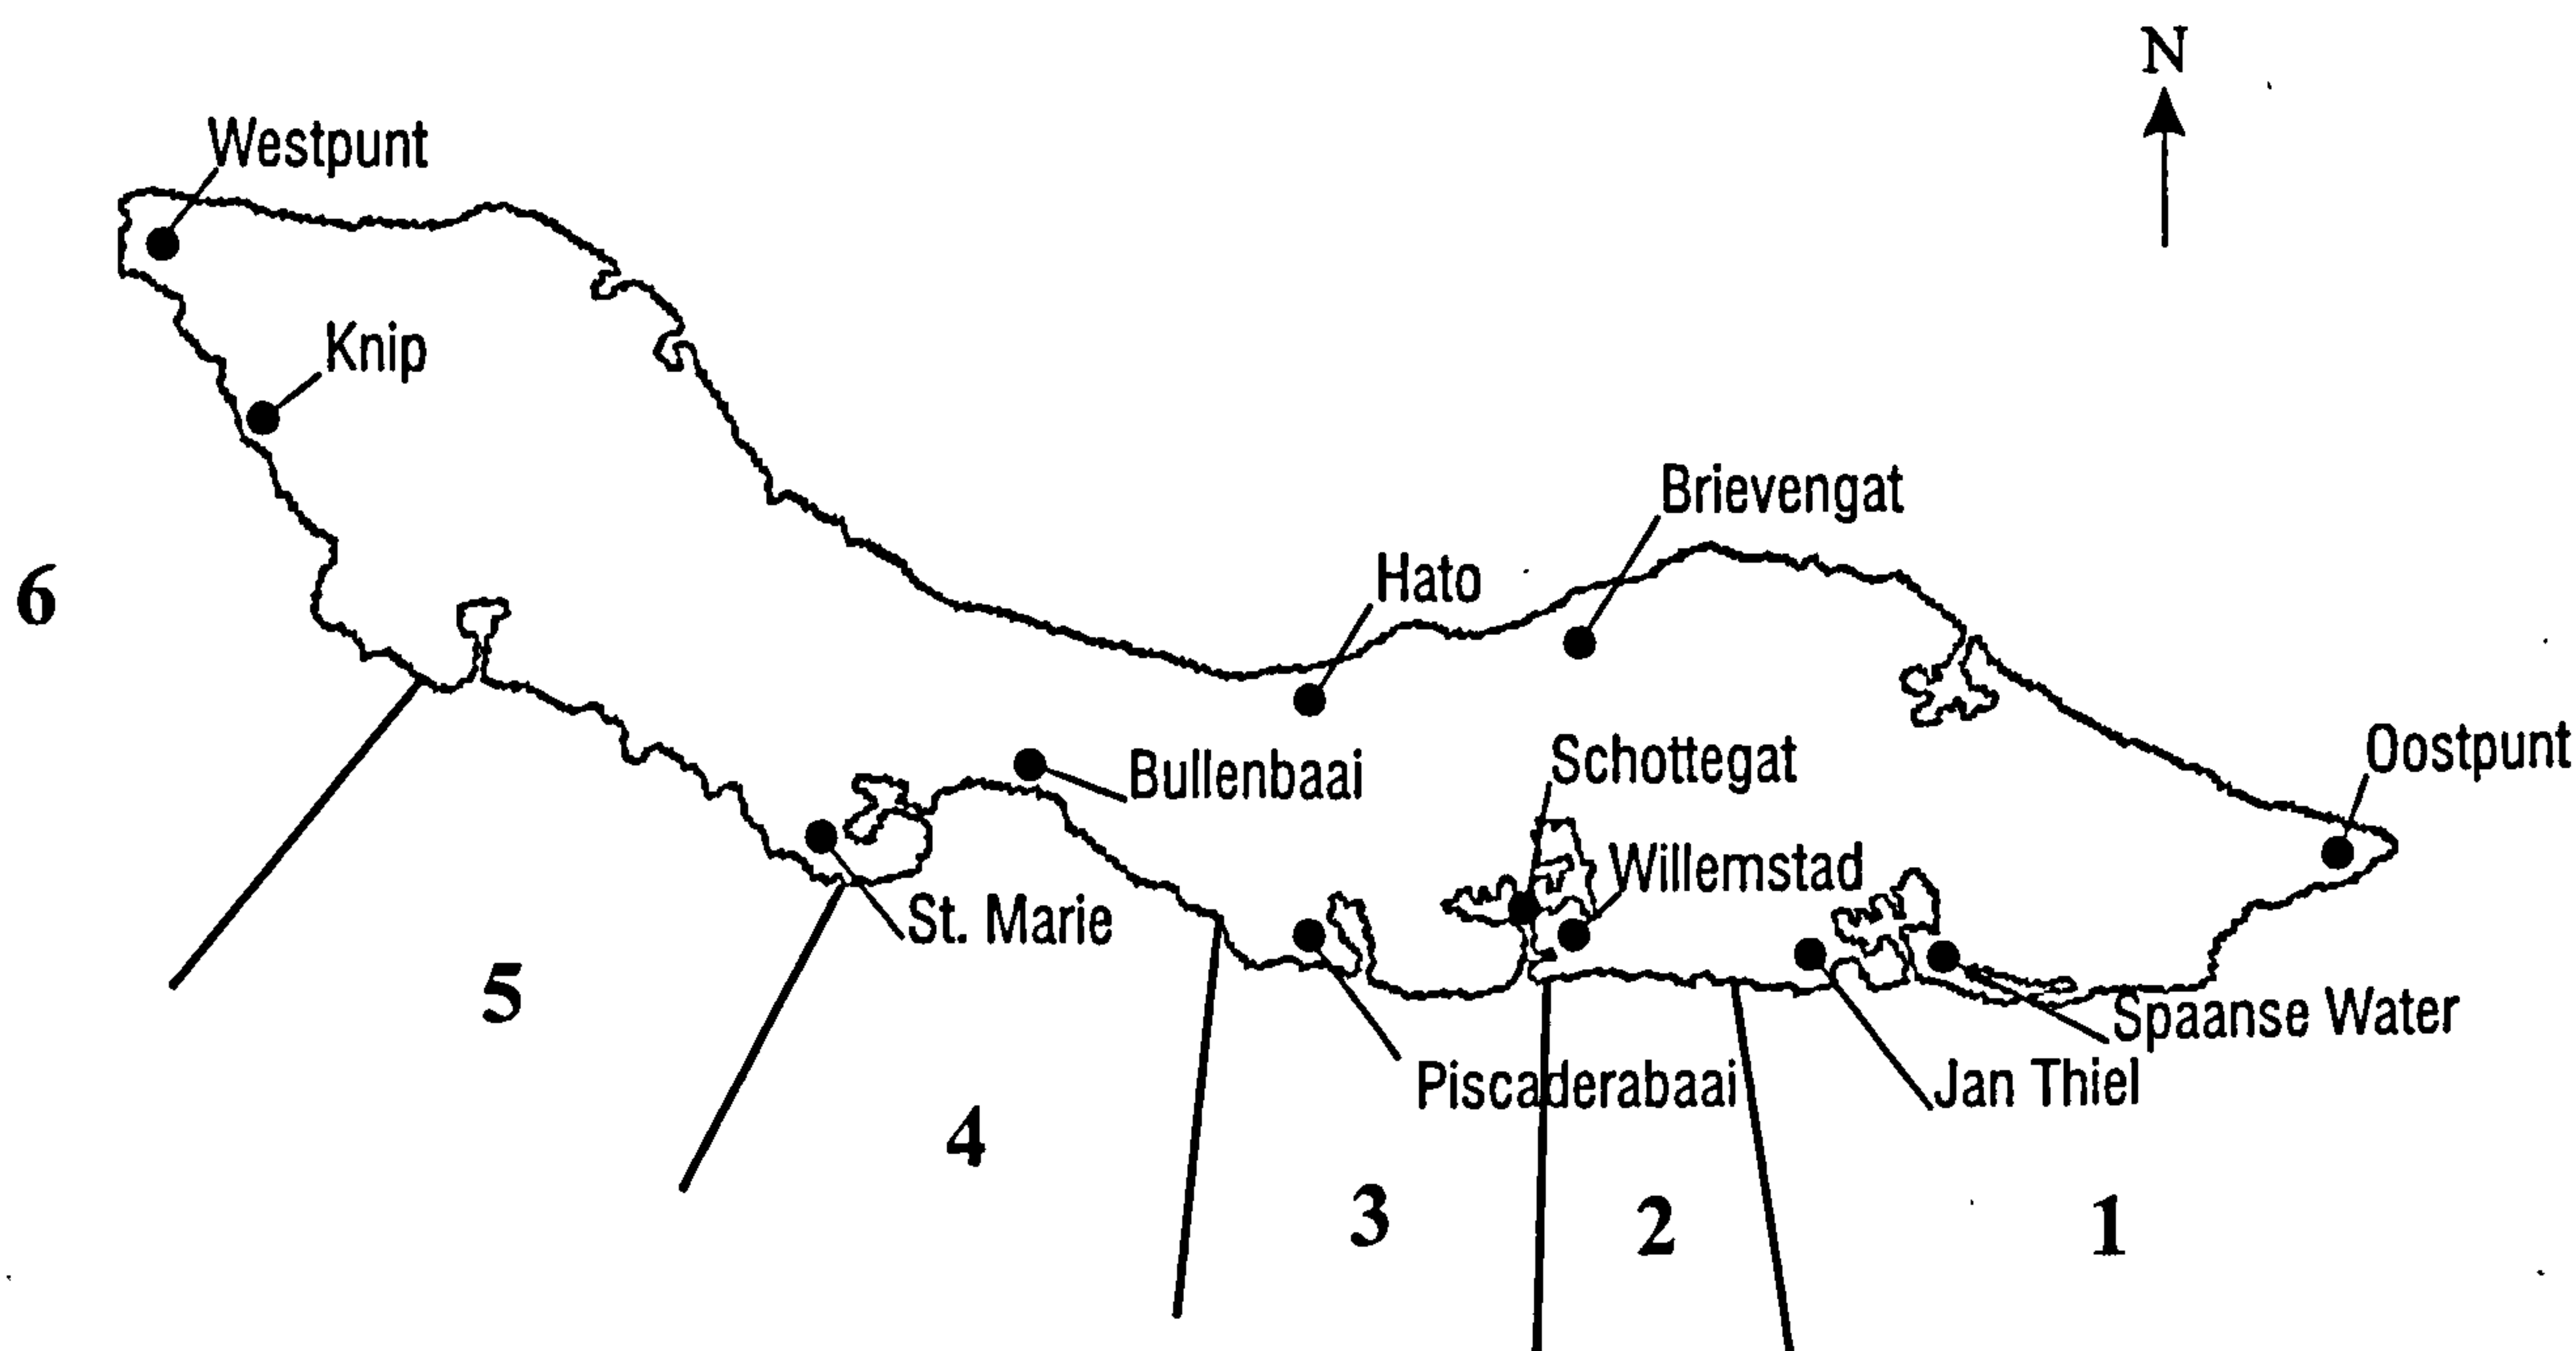 N
Westpunt
Knip
Brievengat
Hato
6
Schottegat
Oostpunt
Bullenbaai
Willemstad
St. Marie
5
Spaanse Water
Piscaderabaai
Jan Thiel
4
3
2
1